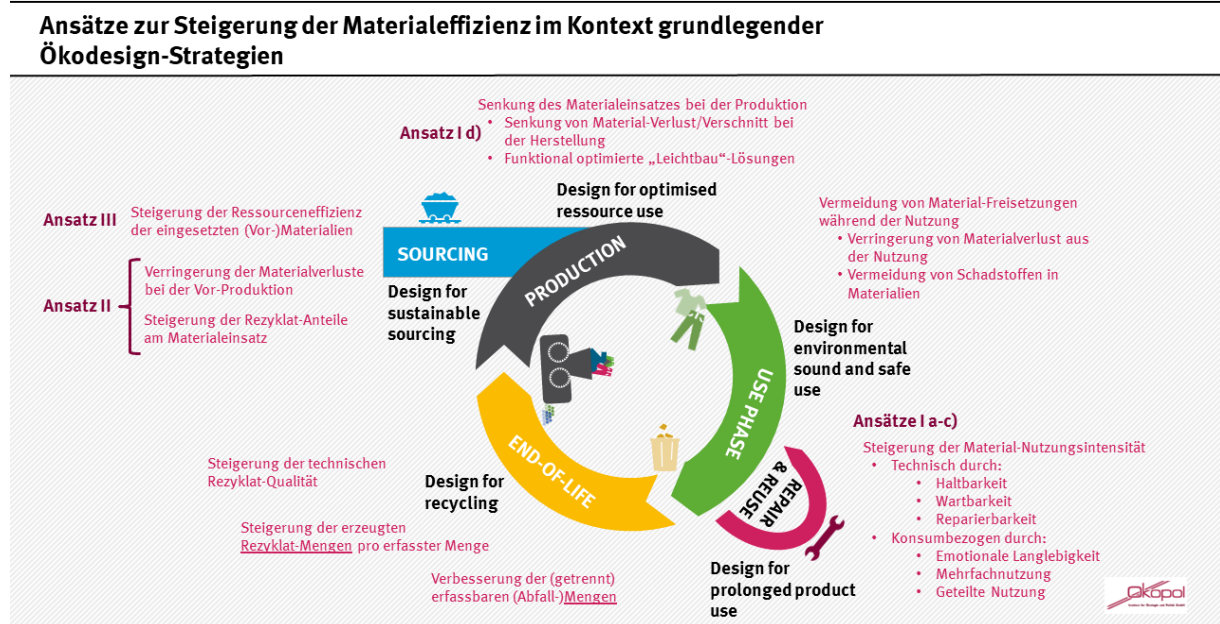 Ansätze zur Steigerung der Materialeffizienz im Kontext grundlegender
Ökodesign-Strategien
Ansatz I d)
Senkung des Materialeinsatzes bei der Produktion
• Senkung von Material-Verlust/Verschnitt bei
der Herstellung
• Funktional optimierte „Leichtbau“-Lösungen
Design for optimised
ressource use
Ansatz III
Steigerung der Ressourceneffizienz
der eingesetzten (Vor-)Materialien
Ansatz II
Verringerung der Materialverluste
bei der Vor-Produktion
Steigerung der Rezyklat-Anteile
am Materialeinsatz
SOURCING
Design for
sustainable
sourcing
PRODUCTION
Vermeidung von Material-Freisetzungen
während der Nutzung
• Verringerung von Materialverlust aus
der Nutzung
• Vermeidung von Schadstoffen in
Materialien
Design for
environmental
sound and safe
use
USE PHASE
Ansätze I a-c)
Steigerung der Material-Nutzungsintensität
• Technisch durch:
• Haltbarkeit
• Wartbarkeit
• Reparierbarkeit
• Konsumbezogen durch:
• Emotionale Langlebigkeit
• Mehrfachnutzung
• Geteilte Nutzung
REPAIR
& REUSE
Design for
prolonged product
use
END-OF-LIFE
Design for
recycling
Steigerung der technischen
Rezyklat-Qualität
Steigerung der erzeugten
Rezyklat-Mengen pro erfasster Menge
Verbesserung der (getrennt)
erfassbaren (Abfall-)Mengen
Ökopol